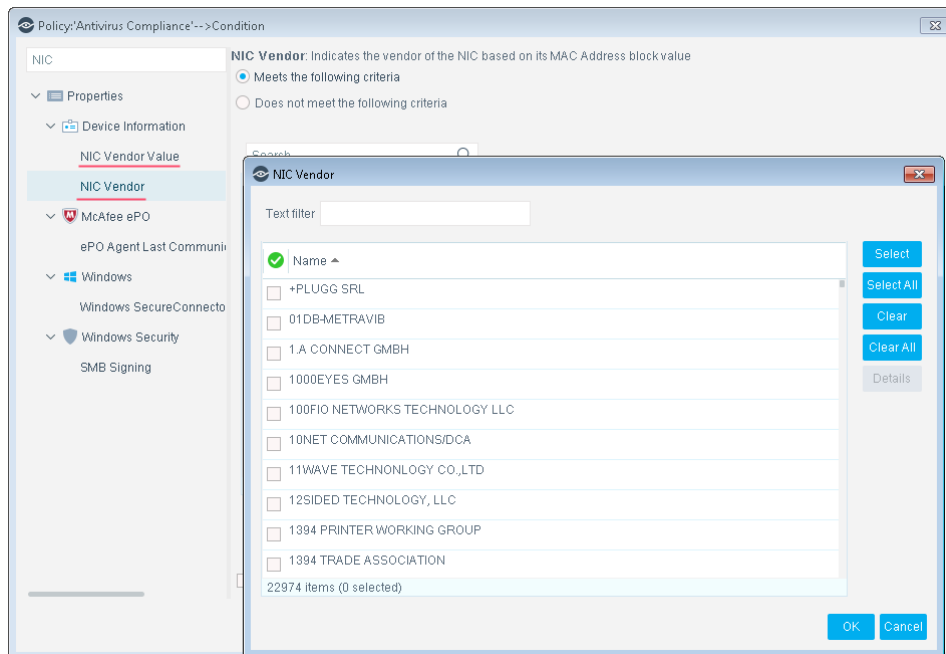 Policy:'Antivirus Compliance'-->Condition
NIC
Properties
Device Information
NIC Vendor Value
NIC Vendor
McAfee ePO
ePO Agent Last Communi
Windows
Windows SecureConnecto
Windows Security
SMB Signing
NIC Vendor: Indicates the vendor of the NIC based on its MAC Address block value
Meets the following criteria
Does not meet the following criteria
Search
NIC Vendor
Text filter
Name
+PLUGG SRL
01DB-METRAVIB
1.A CONNECT GMBH
1000EYES GMBH
100FIO NETWORKS TECHNOLOGY LLC
10NET COMMUNICATIONS/DCA
11WAVE TECHNONLOGY CO.,LTD
12SIDED TECHNOLOGY, LLC
1394 PRINTER WORKING GROUP
1394 TRADE ASSOCIATION
22974 items (0 selected)
Select
Select All
Clear
Clear All
Details
OK Cancel